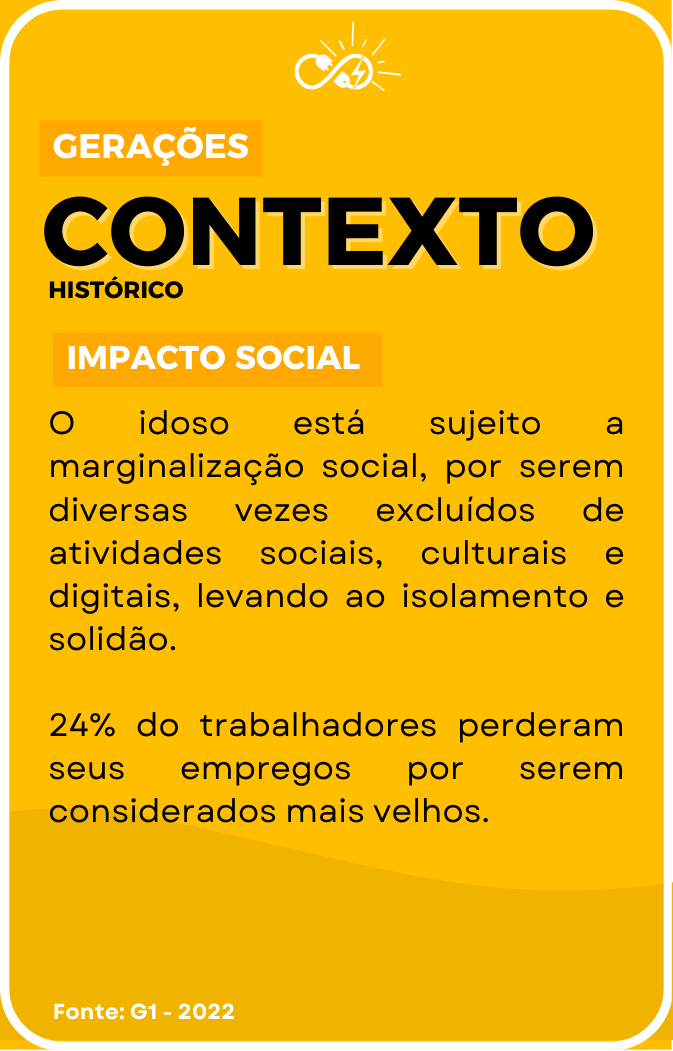 GERAÇÕES
CONTEXTO
HISTÓRICO
IMPACTO SOCIAL
O idoso está sujeito a
marginalização social, por serem
diversas vezes excluídos de
atividades sociais, culturais e
digitais, levando ao isolamento e
solidão.
24% do trabalhadores perderam
seus empregos por serem
considerados mais velhos.
Fonte: G1 - 2022